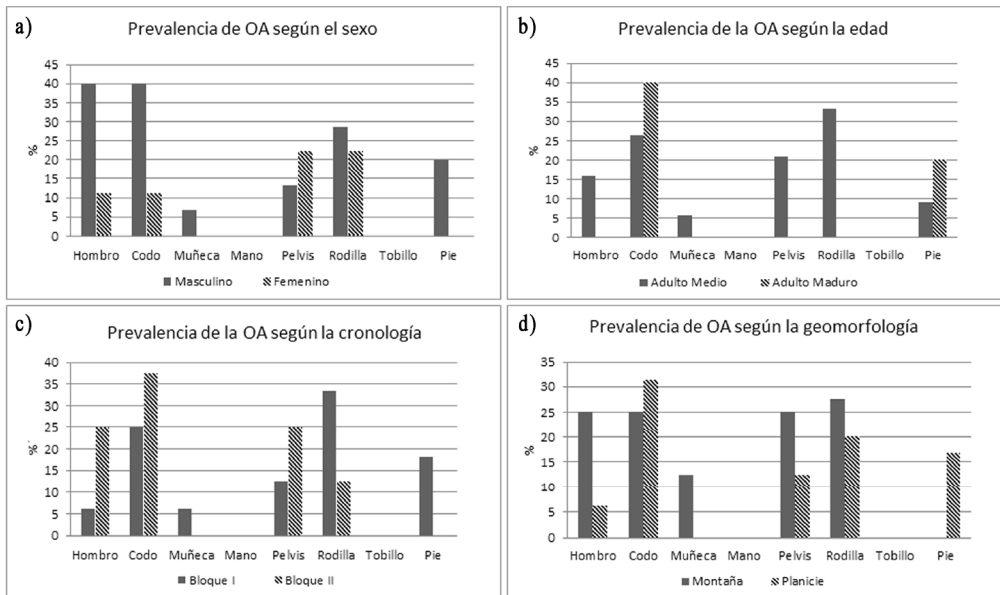 a)
Prevalencia de OA según el sexo
45
40
35
30
25
20
15
10
5
0
%
Hombro Codo Muñeca Mano Pelvis Rodilla Tobillo Pie
Masculino Femenino
b)
Prevalencia de la OA según la edad
45
40
35
30
25
20
15
10
5
0
%
Hombro Codo Muñeca Mano Pelvis Rodilla Tobillo Pie
Adulto Medio Adulto Maduro
c)
Prevalencia de la OA según la cronología
40
35
30
25
20
15
10
5
0
%´
Hombro Codo Muñeca Mano Pelvis Rodilla Tobillo Pie
Bloque I Bloque II
d)
Prevalencia de OA según la geomorfología
35
30
25
20
15
10
5
0
%
Hombro Codo Muñeca Mano Pelvis Rodilla Tobillo Pie
Montaña Planicie